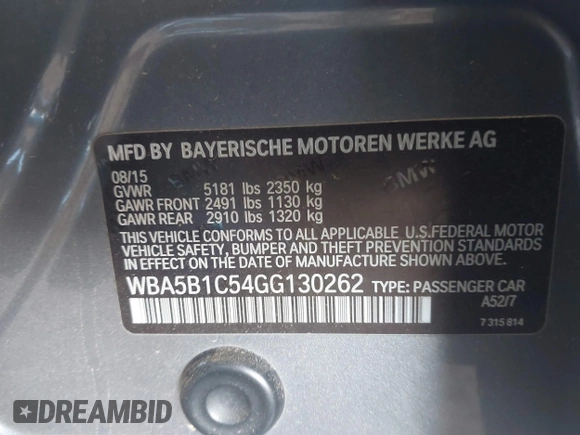 MFD BY BAYERISCHE MOTOREN WERKE AG
08/15
GVWR 5181 lbs 2350 kg
GAWR FRONT 2491 lbs 1130 kg
GAWR REAR 2910 lbs 1320 kg
BMW
THIS VEHICLE CONFORMS TO ALL APPLICABLE U.S.FEDERAL MOTOR
VEHICLE SAFETY, BUMPER AND THEFT PREVENTION STANDARDS
IN EFFECT ON THE DATE OF MANUFACTURE SHOWN ABOVE.
WBA5B1C54GG130262 TYPE: PASSENGER CAR
A52/7
7 315 814
DREAMBID